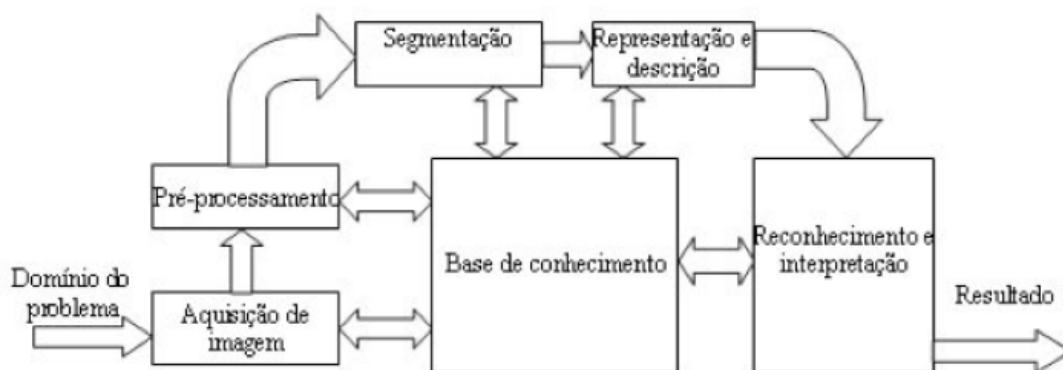 Segmentação
Representação e
descrição
Pré-processamento
Base de conhecimento
Reconhecimento e
interpretação
Domínio do
problema
Aquisição de
imagem
Resultado